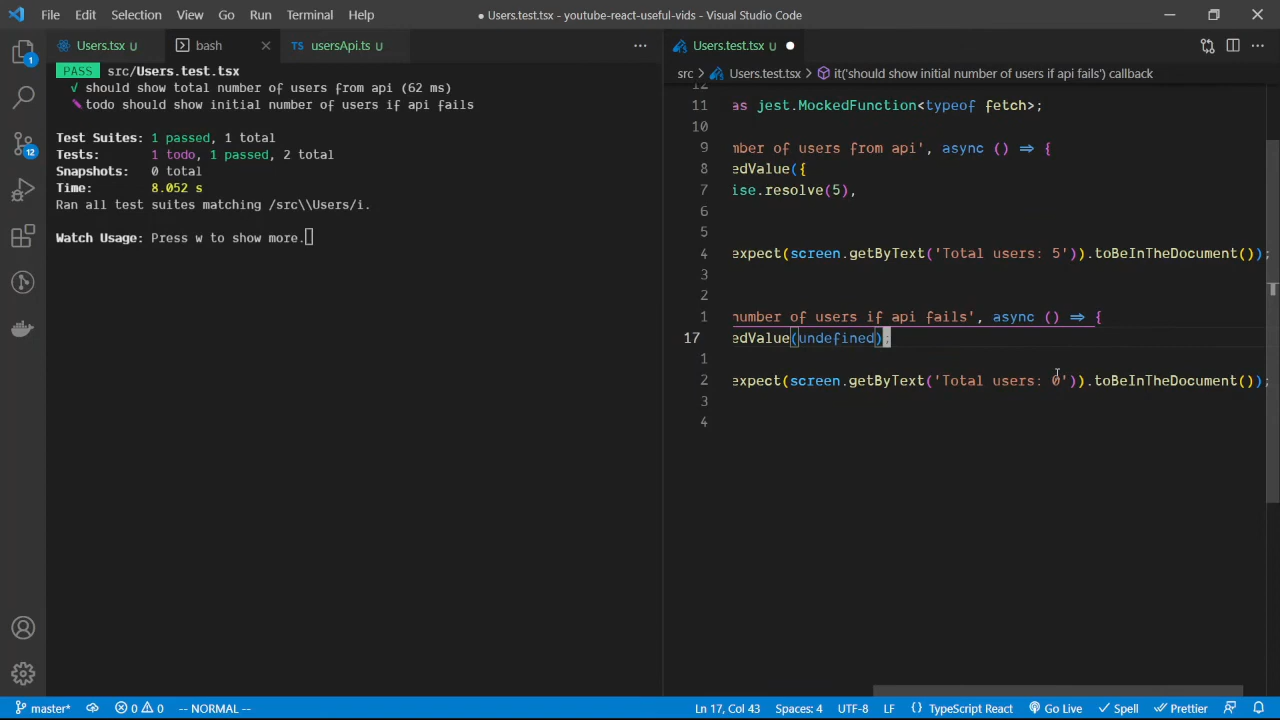 File Edit Selection View Go Run Terminal Help
● Users.test.tsx - youtube-react-useful-vids - Visual Studio Code
Users.tsx U
bash
TS usersApi.ts U
PASS src/Users.test.tsx
√ should show total number of users from api (62 ms)
✎ todo should show initial number of users if api fails
Test Suites: 1 passed, 1 total
Tests: 1 todo, 1 passed, 2 total
Snapshots: 0 total
Time: 8.052 s
Ran all test suites matching /src\\Users/i.
Watch Usage: Press w to show more.
Users.test.tsx U ●
src > Users.test.tsx > it('should show initial number of users if api fails') callback
12
11 as jest.MockedFunction<typeof fetch>;
10
9 mber of users from api', async () => {
8 edValue({
7 ise.resolve(5),
6
5
4 expect(screen.getByText('Total users: 5')).toBeInTheDocument());
3
2
1 number of users if api fails', async () => {
17 edValue(undefined);
1
2 expect(screen.getByText('Total users: 0')).toBeInTheDocument());
3
4
1
12
master* 0 0 -- NORMAL -- Ln 17, Col 43 Spaces: 4 UTF-8 LF {} TypeScript React Go Live Spell Prettier